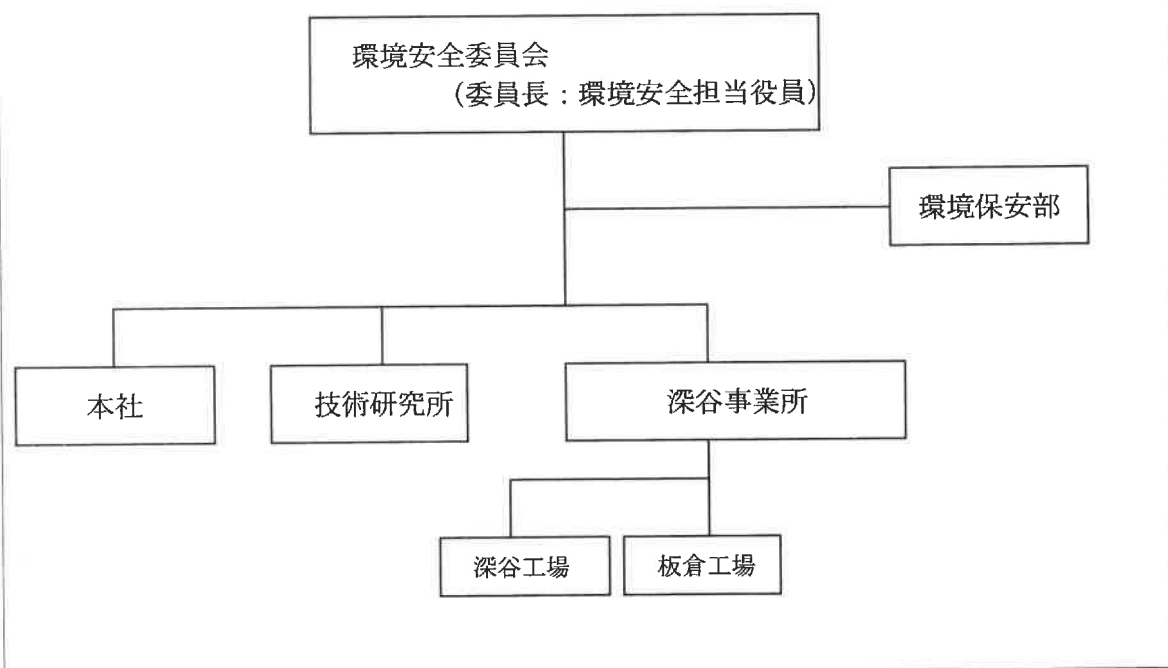 環境安全委員会
(委員長：環境安全担当役員)
環境保安部
本社
技術研究所
深谷事業所
深谷工場
板倉工場